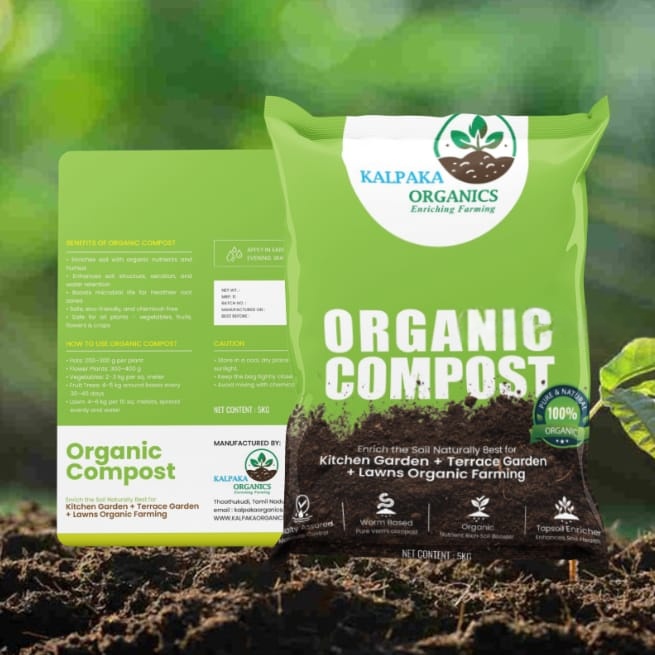 KALPAKA
ORGANICS
Enriching Farming
ORGANIC
COMPOST
PURE & NATURAL
100%
ORGANIC
Enrich the Soil Naturally Best for
Kitchen Garden + Terrace Garden
+ Lawns Organic Farming
Worm Based
Pure Vermicompost
Organic
Nutrient Rich Soil Booster
Topsoil Enricher
Enhances Soil Health
NET CONTENT : 5KG
BENEFITS OF ORGANIC COMPOST
• Enriches soil with organic nutrients and
humus
• Enhances soil structure, aeration, and
water retention
• Boosts microbial life for healthier root
zones
• Safe, eco-friendly, and chemical-free
• Safe for all plants - vegetables, fruits,
flowers & crops
HOW TO USE ORGANIC COMPOST
• Pots: 200–300 g per plant
• Flower Plants: 300–400 g
• Vegetables: 2–3 kg per sq. meter
• Fruit Trees: 4–5 kg around bases every
30–45 days
• Lawn: 4–6 kg per 10 sq. meters, spread
evenly and water
APPLY IN
EVENING
NET WT. :
MRP. ₹:
BATCH NO. :
MANUFACTURED ON :
BEST BEFORE :
CAUTION
• Store in a cool, dry place
sunlight.
• Keep the bag tightly close
• Avoid mixing with chemical
NET CONTENT : 5KG
Organic
Compost
Enrich the Soil Naturally Best for
Kitchen Garden + Terrace Garden
+ Lawns Organic Farming
MANUFACTURED BY:
KALPAKA
ORGANICS
Enriching Farming
Thoothukudi, Tamil Nadu
email : kalpakaorganics
WWW.KALPAKAORGANIC